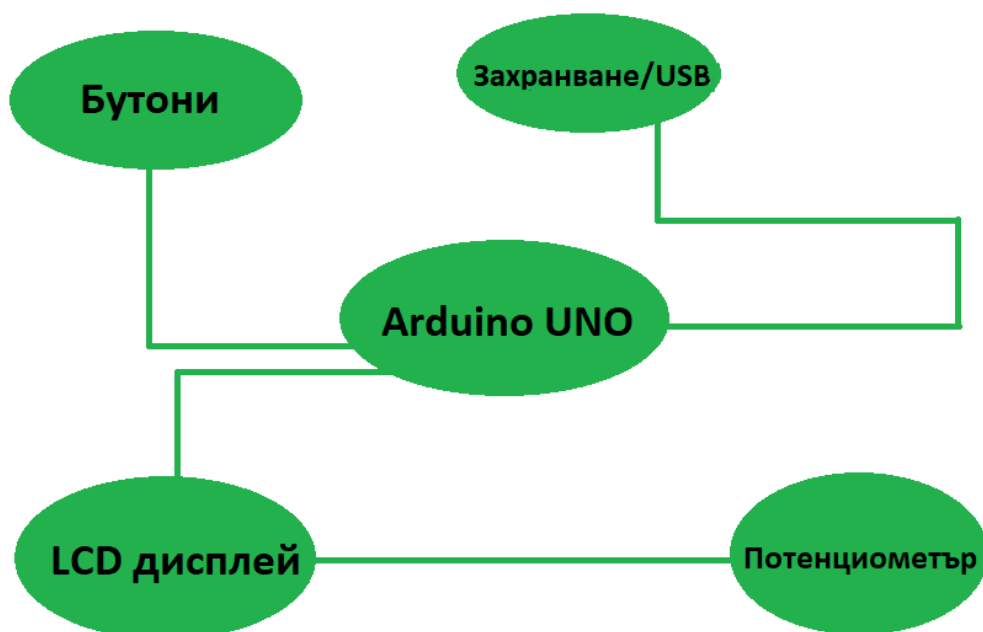 Бутони
Захранване/USB
Arduino UNO
LCD дисплей
Потенциометър